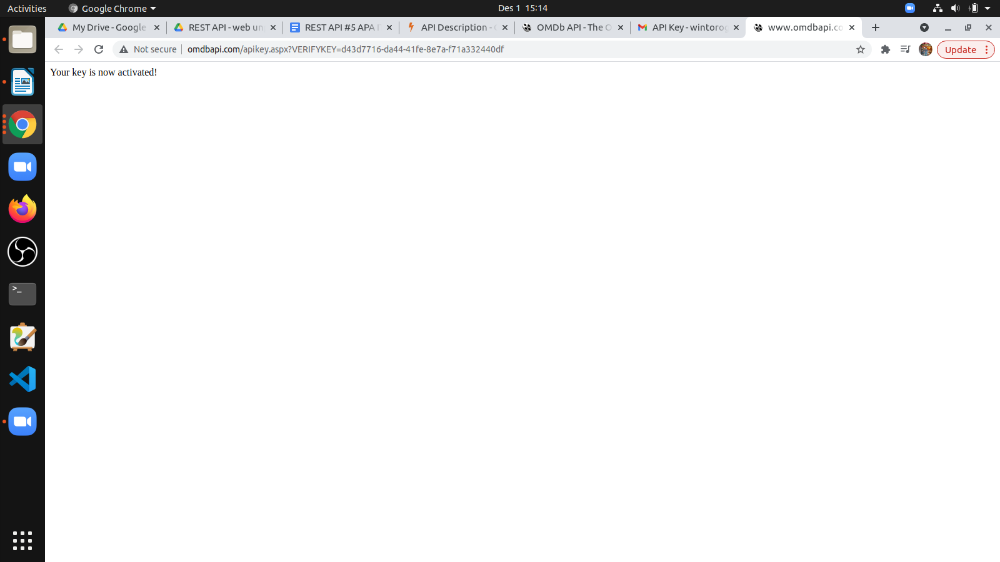 Activities
Google Chrome
Des 1 15:14
My Drive - Google
REST API - web un
REST API #5 APA I
API Description -
OMDb API - The O
API Key - wintorog
www.omdbapi.co
Not secure
omdbapi.com/apikey.aspx?VERIFYKEY=d43d7716-da44-41fe-8e7a-f71a332440df
Update
Your key is now activated!
>_